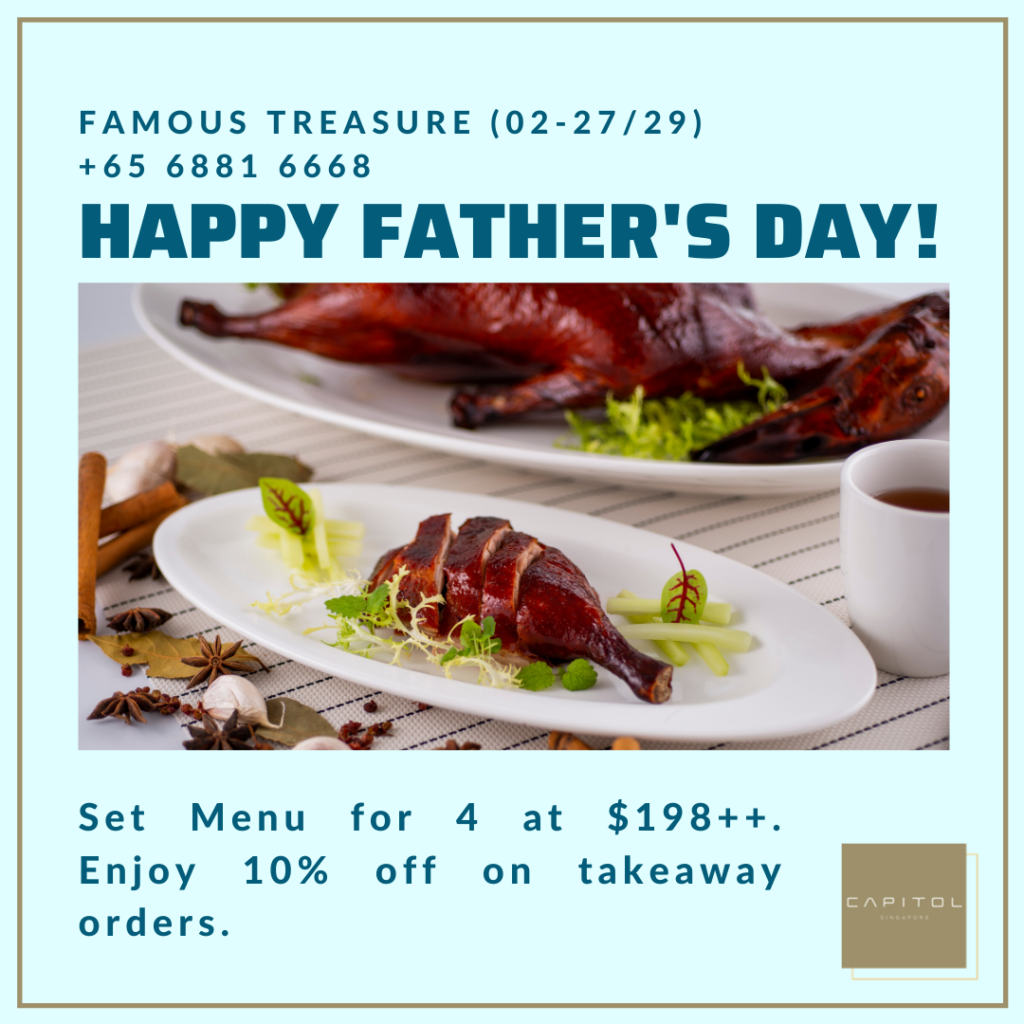 FAMOUS TREASURE (02-27/29)
+65 6881 6668
HAPPY FATHER'S DAY!
Set Menu for 4 at $198++.
Enjoy 10% off on takeaway
orders.
CAPITOL
SINGAPORE